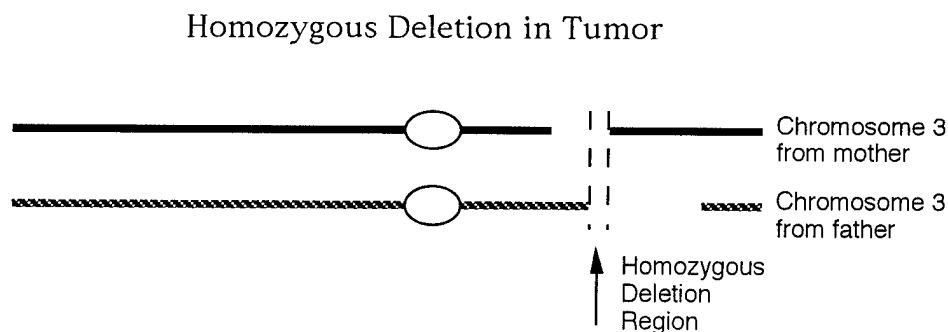 Homozygous Deletion in Tumor
Chromosome 3
from mother
Chromosome 3
from father
Homozygous
Deletion
Region